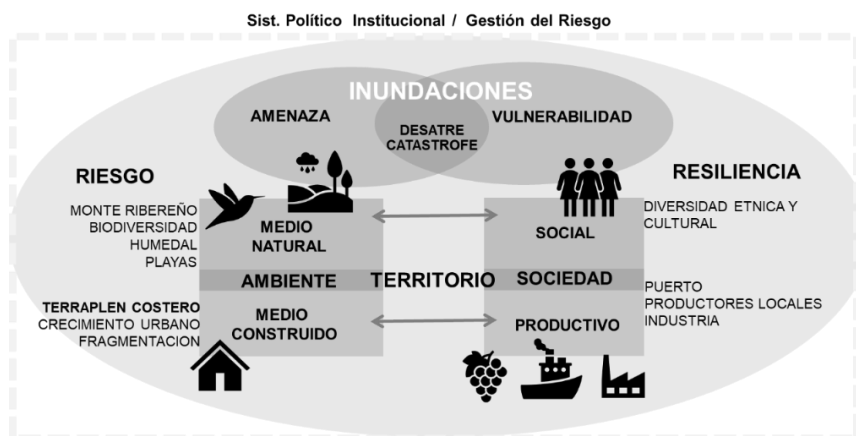 Sist. Político Institucional / Gestión del Riesgo
INUNDACIONES
AMENAZA
VULNERABILIDAD
DESATRE
CATASTROFE
RIESGO
RESILIENCIA
MONTE RIBEREÑO
BIODIVERSIDAD
HUMEDAL
PLAYAS
MEDIO
NATURAL
SOCIAL
DIVERSIDAD ETNICA Y
CULTURAL
AMBIENTE
TERRITORIO
SOCIEDAD
TERRAPLEN COSTERO
CRECIMIENTO URBANO
FRAGMENTACION
MEDIO
CONSTRUIDO
PRODUCTIVO
PUERTO
PRODUCTORES LOCALES
INDUSTRIA